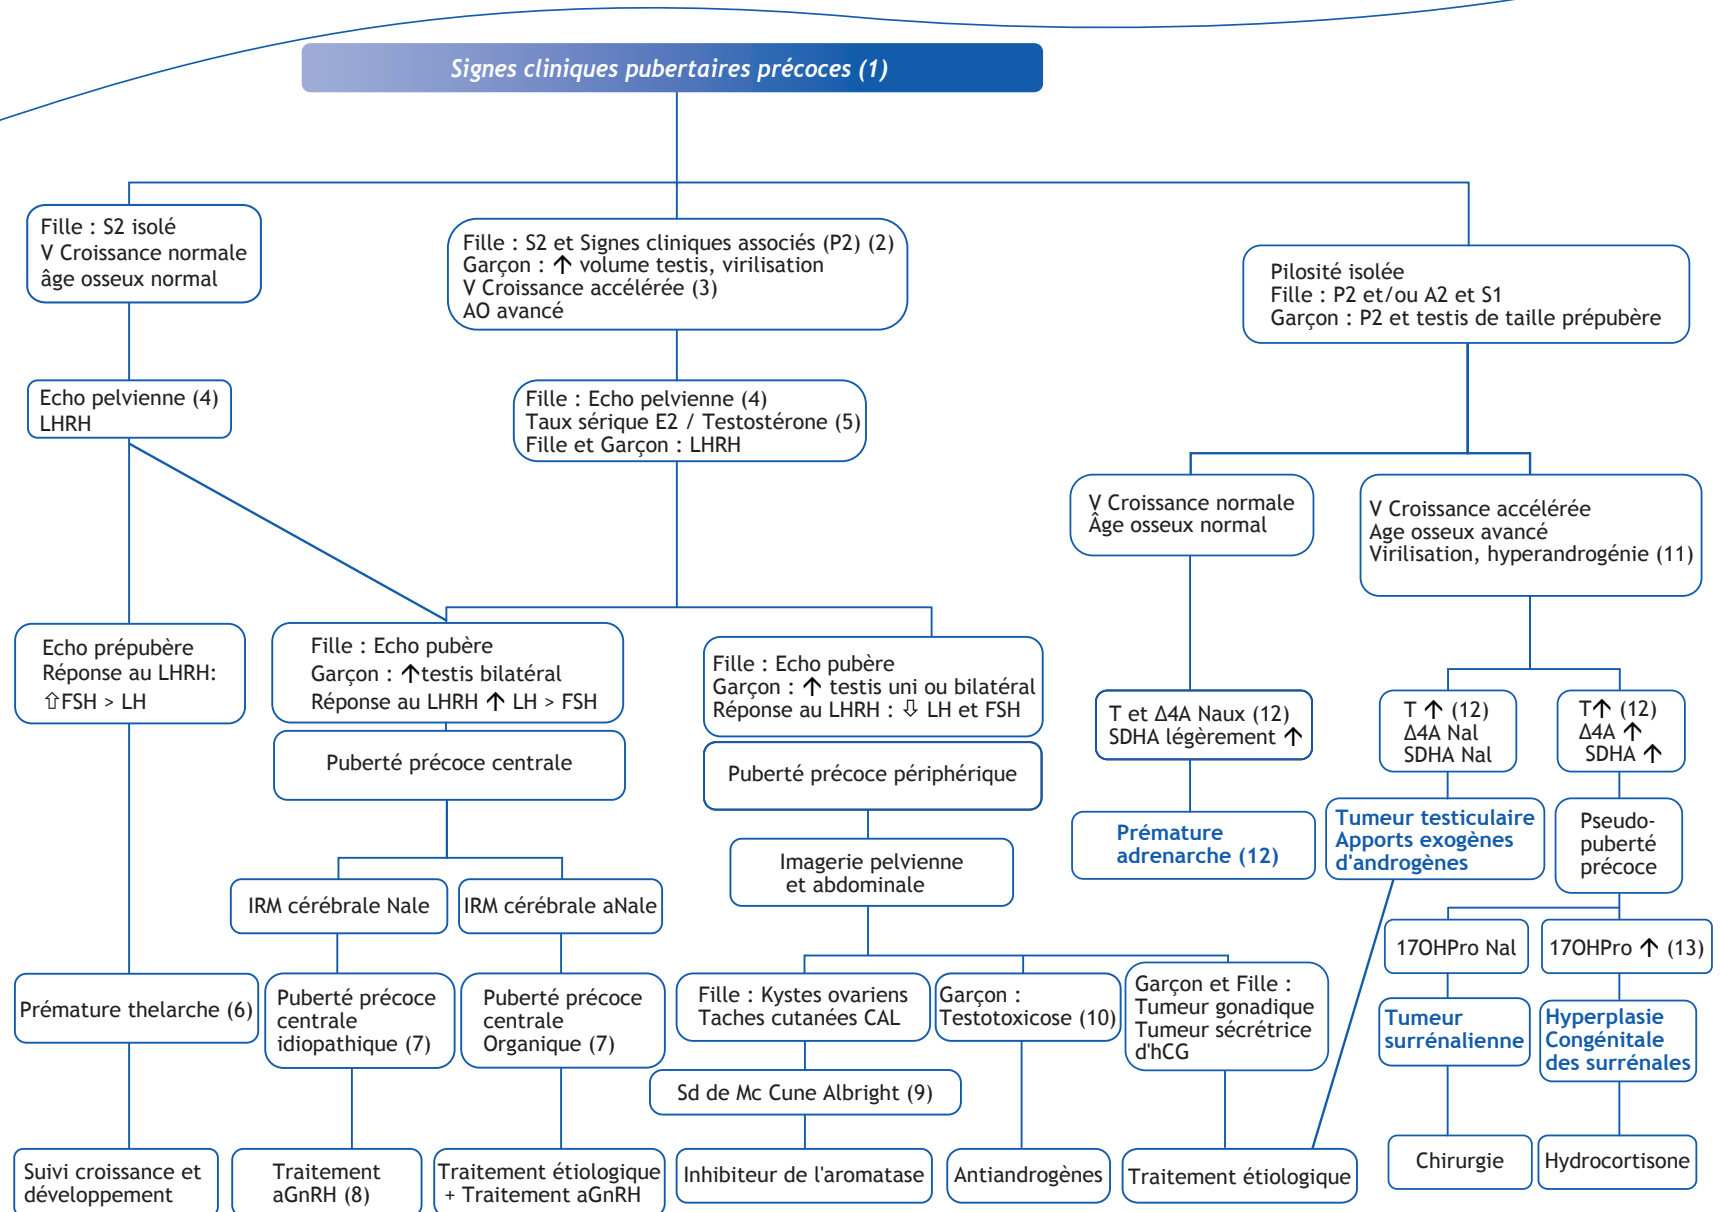 Signes cliniques pubertaires précoces (1)
Fille : S2 isolé
V Croissance normale
âge osseux normal
Fille : S2 et Signes cliniques associés (P2) (2)
Garçon : ↑ volume testis, virilisation
V Croissance accélérée (3)
AO avancé
Pilosité isolée
Fille : P2 et/ou A2 et S1
Garçon : P2 et testis de taille prépubère
Echo pelvienne (4)
LHRH
Fille : Echo pelvienne (4)
Taux sérique E2 / Testostérone (5)
Fille et Garçon : LHRH
V Croissance normale
Âge osseux normal
V Croissance accélérée
Age osseux avancé
Virilisation, hyperandrogénie (11)
Echo prépubère
Réponse au LHRH:
⇧FSH > LH
Fille : Echo pubère
Garçon : ↑testis bilatéral
Réponse au LHRH ↑ LH > FSH
Fille : Echo pubère
Garçon : ↑ testis uni ou bilatéral
Réponse au LHRH : ⇩ LH et FSH
T et Δ4A Naux (12)
SDHA légèrement ↑
T ↑ (12)
Δ4A Nal
SDHA Nal
T↑ (12)
Δ4A ↑
SDHA ↑
Puberté précoce centrale
Puberté précoce périphérique
Prémature
adrenarche (12)
Tumeur testiculaire
Apports exogènes
d'androgènes
Pseudo-
puberté
précoce
Imagerie pelvienne
et abdominale
IRM cérébrale Nale
IRM cérébrale aNale
17OHPro Nal
17OHPro ↑ (13)
Prémature thelarche (6)
Puberté précoce
centrale
idiopathique (7)
Puberté précoce
centrale
Organique (7)
Fille : Kystes ovariens
Taches cutanées CAL
Garçon :
Testotoxicose (10)
Garçon et Fille :
Tumeur gonadique
Tumeur sécrétrice
d'hCG
Tumeur
surrénalienne
Hyperplasie
Congénitale
des surrénales
Sd de Mc Cune Albright (9)
Suivi croissance et
développement
Traitement
aGnRH (8)
Traitement étiologique
+ Traitement aGnRH
Inhibiteur de l'aromatase
Antiandrogènes
Traitement étiologique
Chirurgie
Hydrocortisone